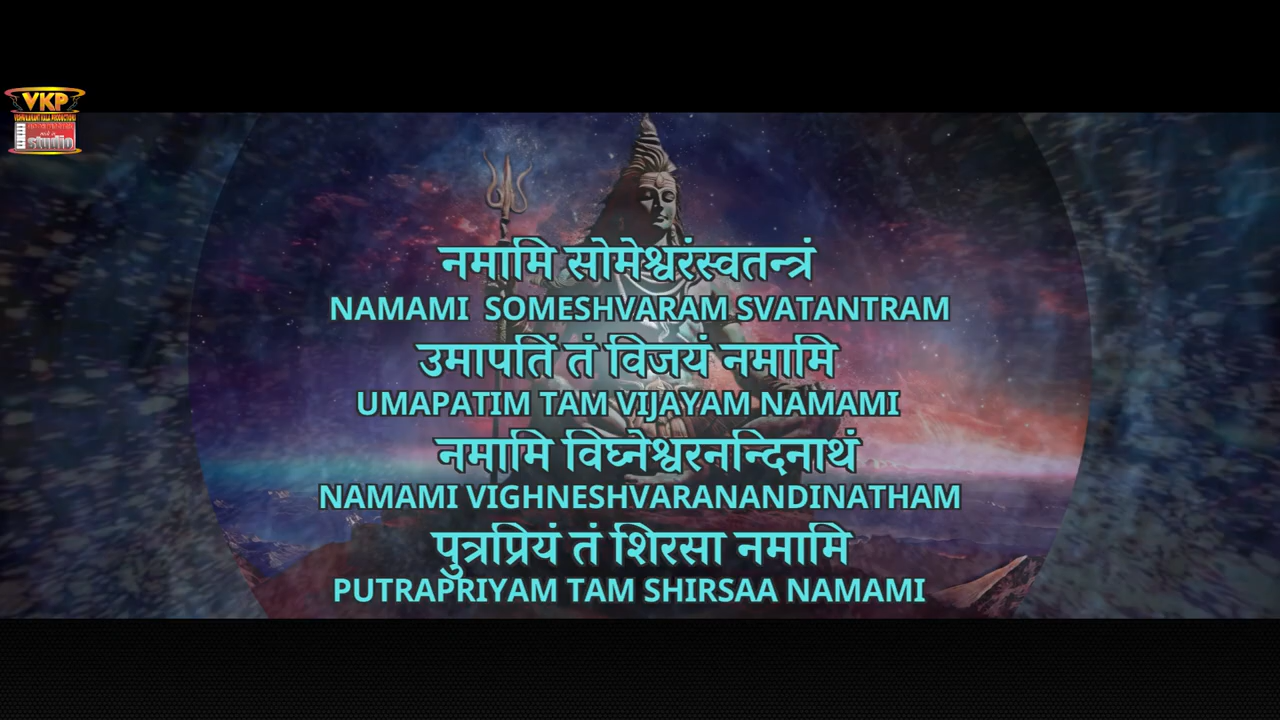 VKP
studio
नमामि सोमेश्वरंस्वतन्त्रं
NAMAMI SOMESHVARAM SVATANTRAM
उमापतिं तं विजयं नमामि
UMAPATIM TAM VIJAYAM NAMAMI
नमामि विघ्नेश्वरनन्दिनाथं
NAMAMI VIGHNESHVARANANDINATHAM
पुत्रप्रियं तं शिरसा नमामि
PUTRAPRIYAM TAM SHIRSAA NAMAMI